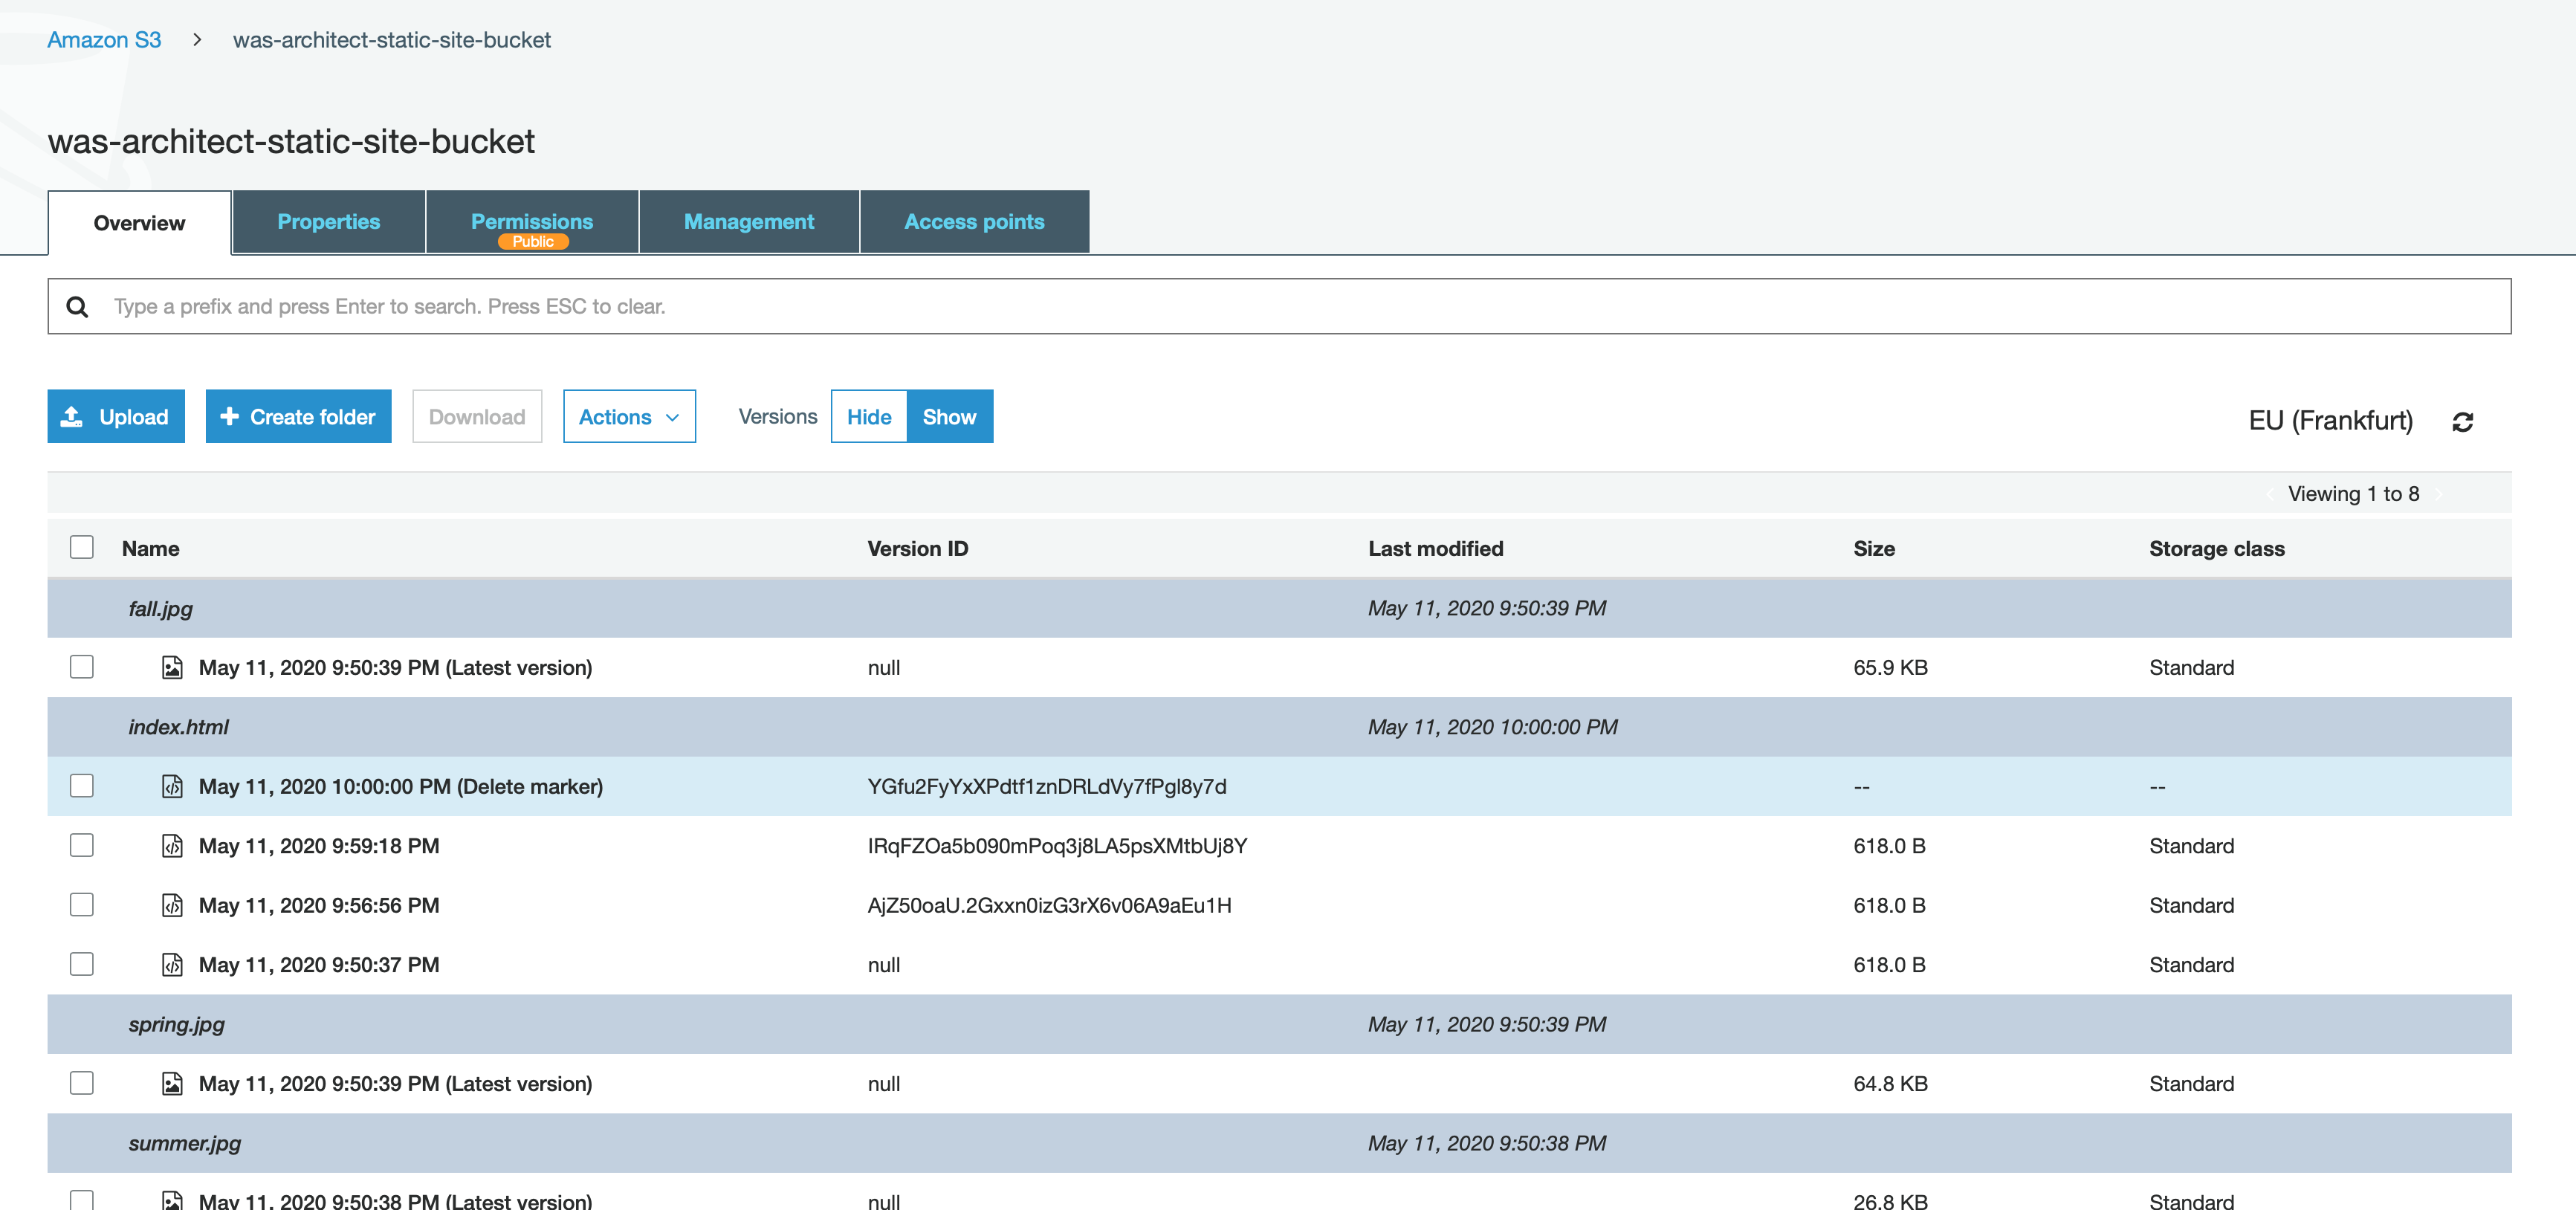 Amazon S3 > was-architect-static-site-bucket
was-architect-static-site-bucket
Overview Properties Permissions Management Access points
Public
Type a prefix and press Enter to search. Press ESC to clear.
Upload + Create folder Download Actions Versions Hide Show EU (Frankfurt)
Viewing 1 to 8
Name Version ID Last modified Size Storage class
fall.jpg May 11, 2020 9:50:39 PM
May 11, 2020 9:50:39 PM (Latest version) null 65.9 KB Standard
index.html May 11, 2020 10:00:00 PM
May 11, 2020 10:00:00 PM (Delete marker) YGfu2FyYxXPdtf1znDRLdVy7fPgl8y7d -- --
May 11, 2020 9:59:18 PM IRqFZOa5b090mPoq3j8LA5psXMtbUj8Y 618.0 B Standard
May 11, 2020 9:56:56 PM AjZ50oaU.2Gxxn0izG3rX6v06A9aEu1H 618.0 B Standard
May 11, 2020 9:50:37 PM null 618.0 B Standard
spring.jpg May 11, 2020 9:50:39 PM
May 11, 2020 9:50:39 PM (Latest version) null 64.8 KB Standard
summer.jpg May 11, 2020 9:50:38 PM
May 11, 2020 9:50:38 PM (Latest version) null 26.8 KB Standard